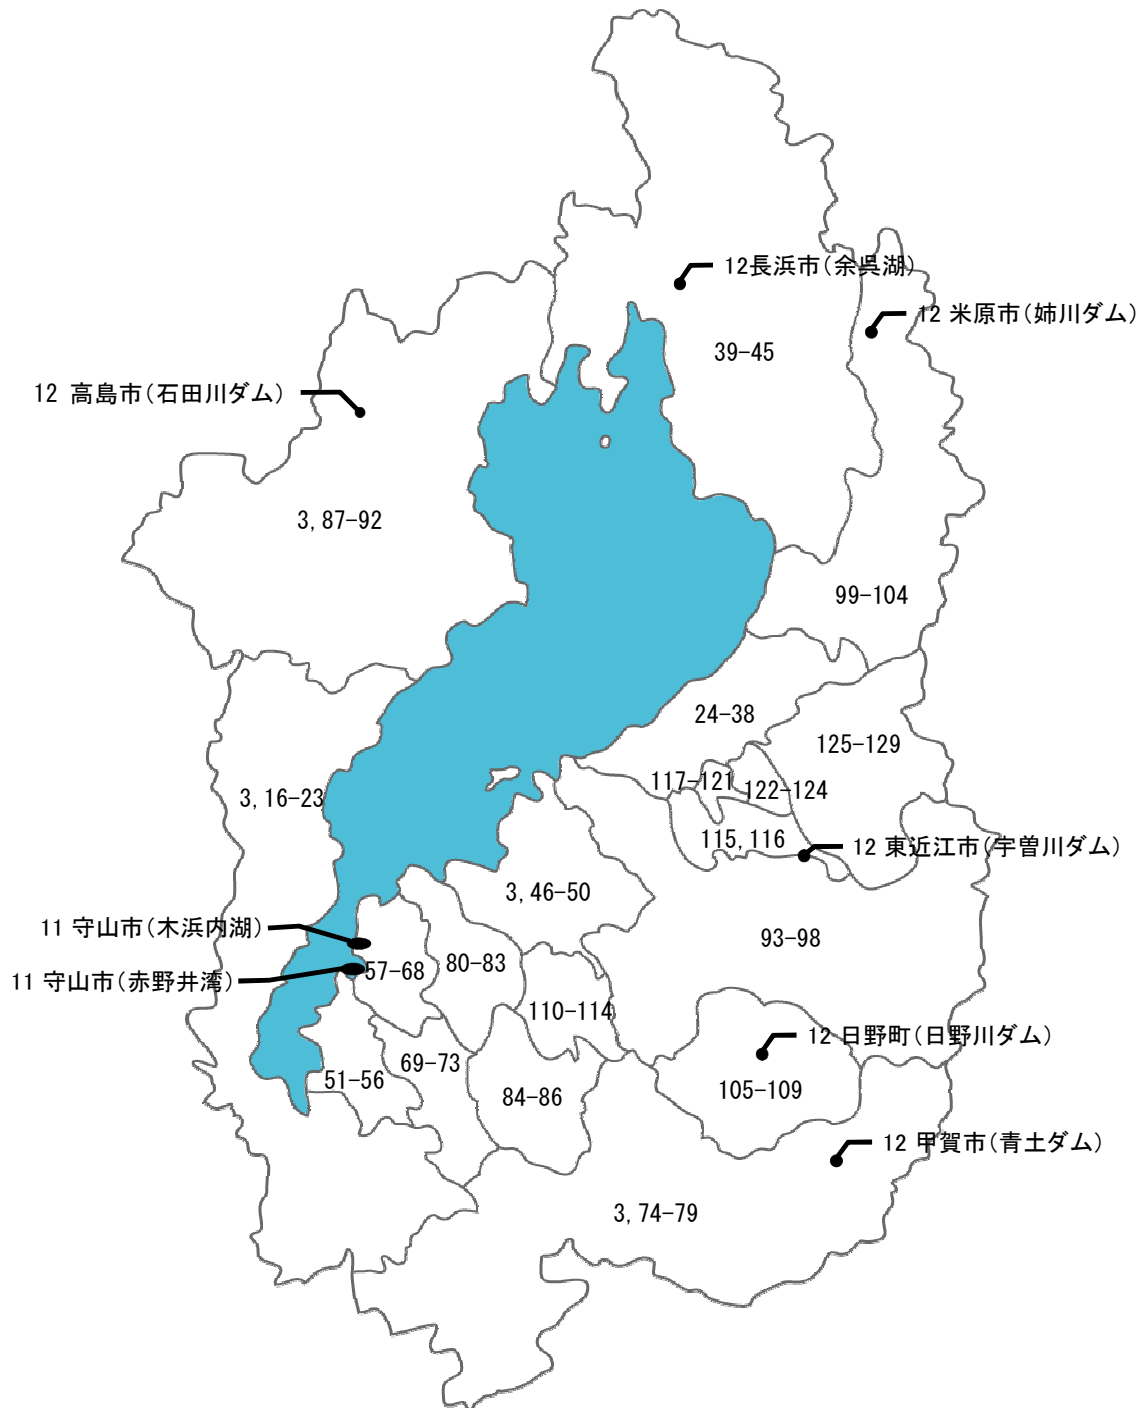 12長浜市(余呉湖)
12 米原市(姉川ダム)
39-45
12 高島市(石田川ダム)
3,87-92
99-104
24-38
125-129
117-121
122-124
3,16-23
115,116
12 東近江市(宇曽川ダム)
3,46-50
11 守山市(木浜内湖)
93-98
80-83
57-68
11 守山市(赤野井湾)
110-114
12 日野町(日野川ダム)
69-73
51-56
84-86
105-109
12 甲賀市(青土ダム)
3,74-79